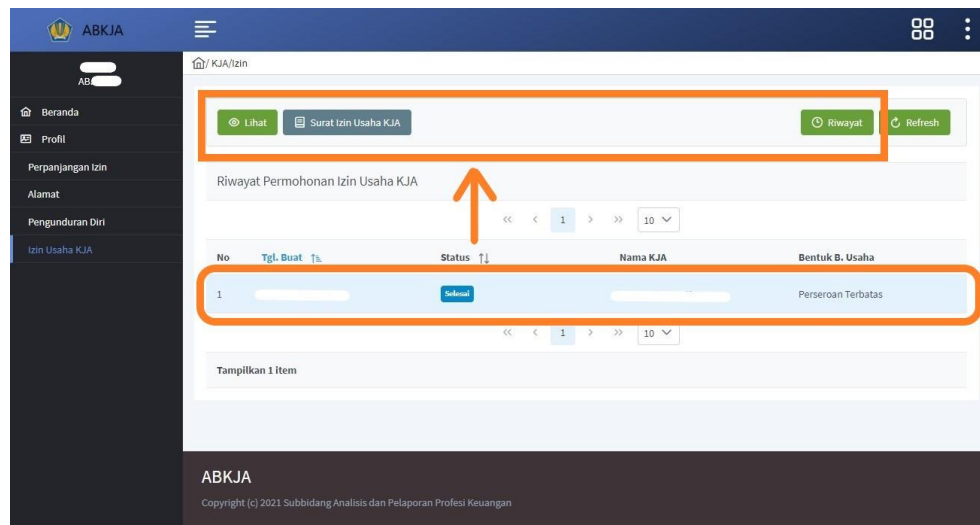 ABKJA
AB
Beranda
Profil
Perpanjangan Izin
Alamat
Pengunduran Diri
Izin Usaha KJA
/ KJA/Izin
Lihat Surat Izin Usaha KJA Riwayat Refresh
Riwayat Permohonan Izin Usaha KJA
<< < 1 > >> 10
No Tgl. Buat Status Nama KJA Bentuk B. Usaha
1 Selesai Perseroan Terbatas
<< < 1 > >> 10
Tampilkan 1 item
ABKJA
Copyright (c) 2021 Subbidang Analisis dan Pelaporan Profesi Keuangan